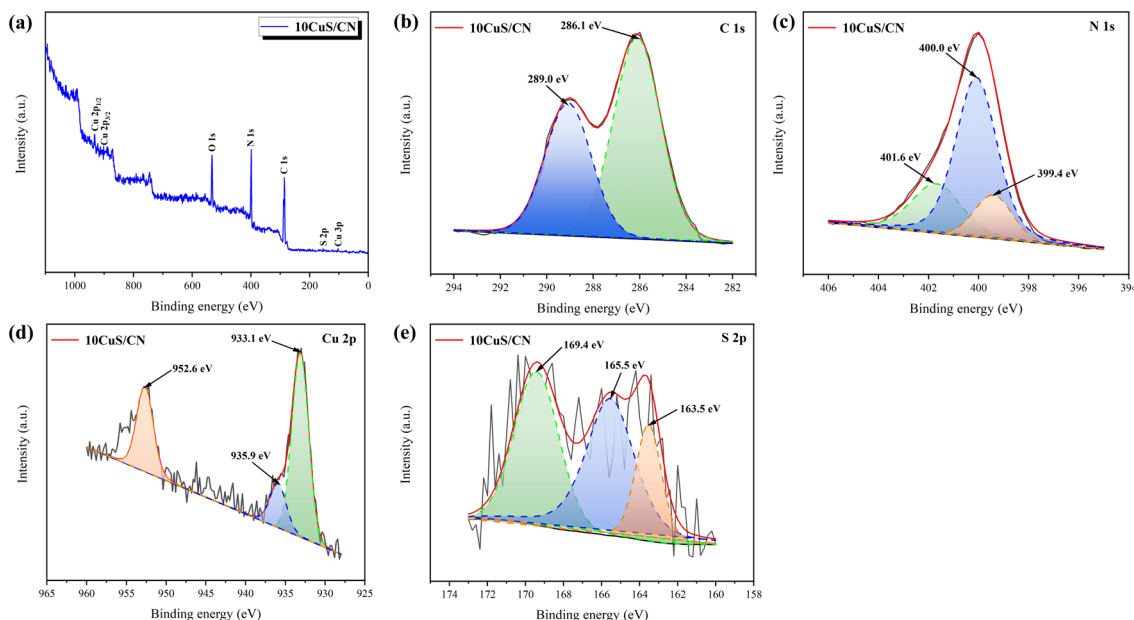 (a)
10CuS/CN
Cu 2p1/2
Cu 2p3/2
O 1s
N 1s
C 1s
S 2p
Cu 3p
Intensity (a.u.)
1000 800 600 400 200 0
Binding energy (eV)
(b)
10CuS/CN
286.1 eV
C 1s
289.0 eV
Intensity (a.u.)
294 292 290 288 286 284 282
Binding energy (eV)
(c)
10CuS/CN
N 1s
400.0 eV
401.6 eV
399.4 eV
Intensity (a.u.)
406 404 402 400 398 396 394
Binding energy (eV)
(d)
10CuS/CN
933.1 eV
Cu 2p
952.6 eV
935.9 eV
Intensity (a.u.)
965 960 955 950 945 940 935 930 925
Binding energy (eV)
(e)
10CuS/CN
S 2p
169.4 eV
165.5 eV
163.5 eV
Intensity (a.u.)
174 172 170 168 166 164 162 160 158
Binding energy (eV)